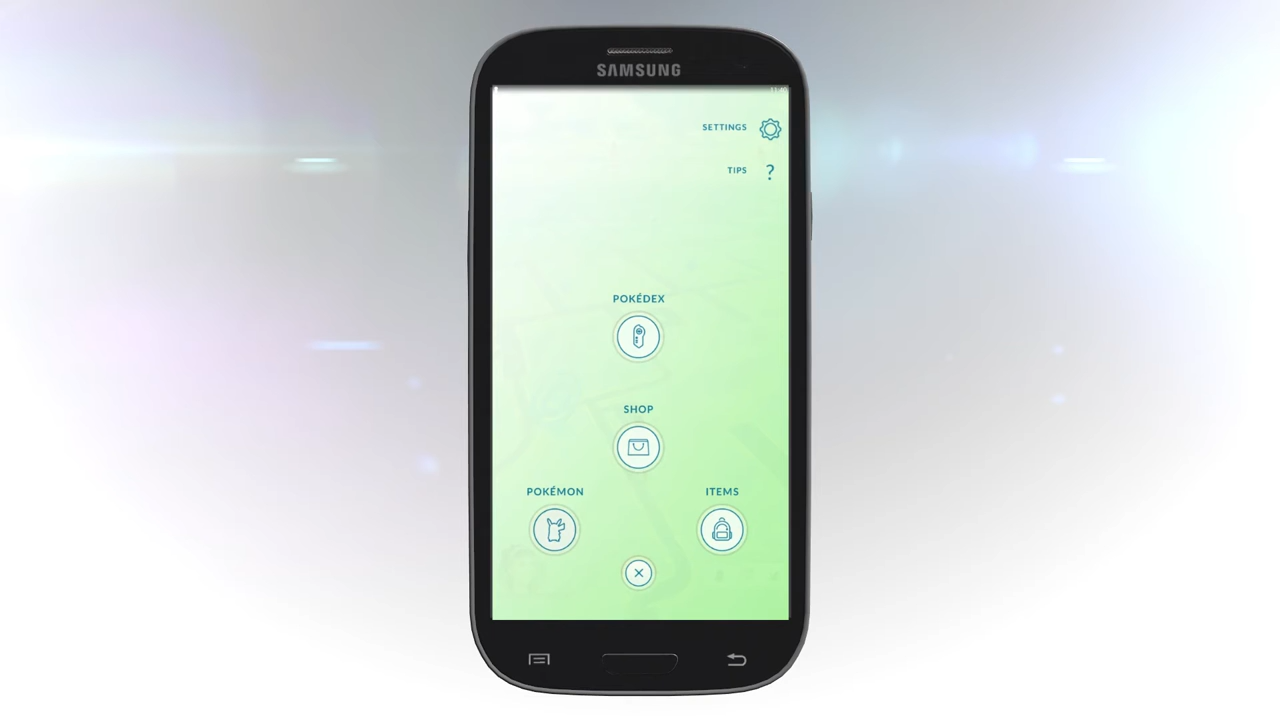 SAMSUNG
SETTINGS
TIPS
?
POKÉDEX
SHOP
POKÉMON
ITEMS